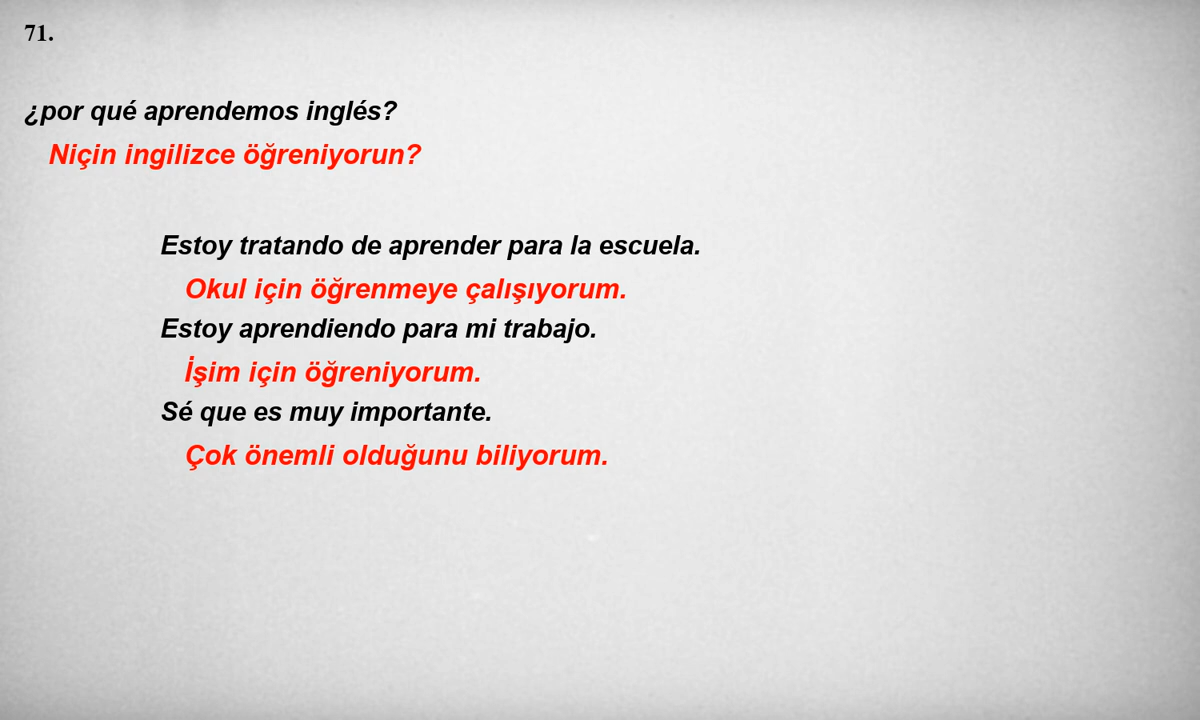 71.
¿por qué aprendemos inglés?
Niçin ingilizce öğreniyorun?
Estoy tratando de aprender para la escuela.
Okul için öğrenmeye çalışıyorum.
Estoy aprendiendo para mi trabajo.
İşim için öğreniyorum.
Sé que es muy importante.
Çok önemli olduğunu biliyorum.